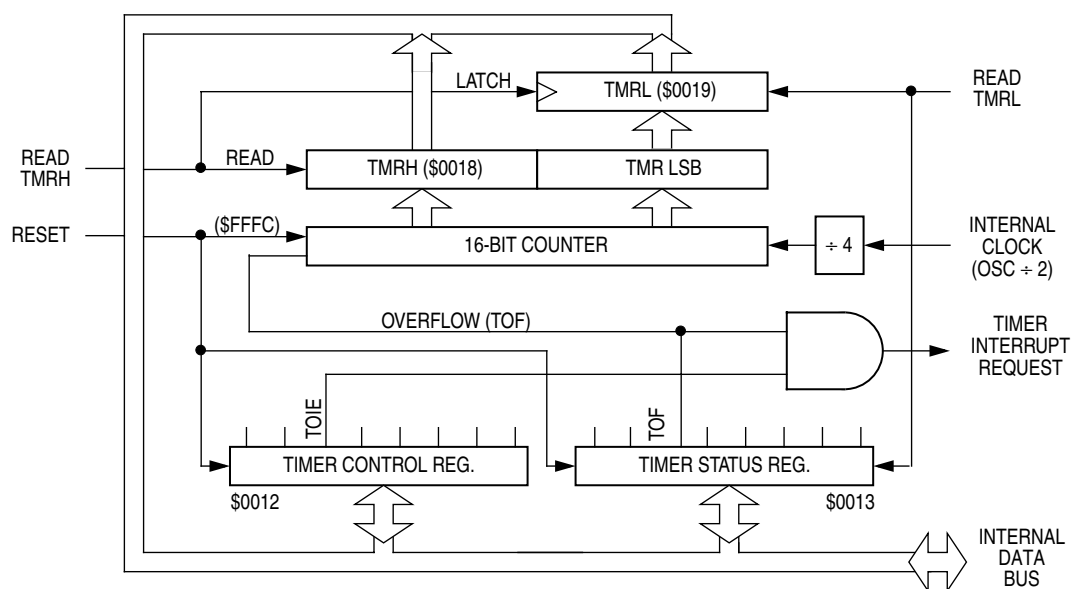 LATCH
TMRL ($0019)
READ
TMRL
READ
TMRH
READ
TMRH ($0018)
TMR LSB
RESET
($FFFC)
16-BIT COUNTER
÷ 4
INTERNAL
CLOCK
(OSC ÷ 2)
OVERFLOW (TOF)
TIMER
INTERRUPT
REQUEST
TOIE
TOF
TIMER CONTROL REG.
TIMER STATUS REG.
$0012
$0013
INTERNAL
DATA
BUS